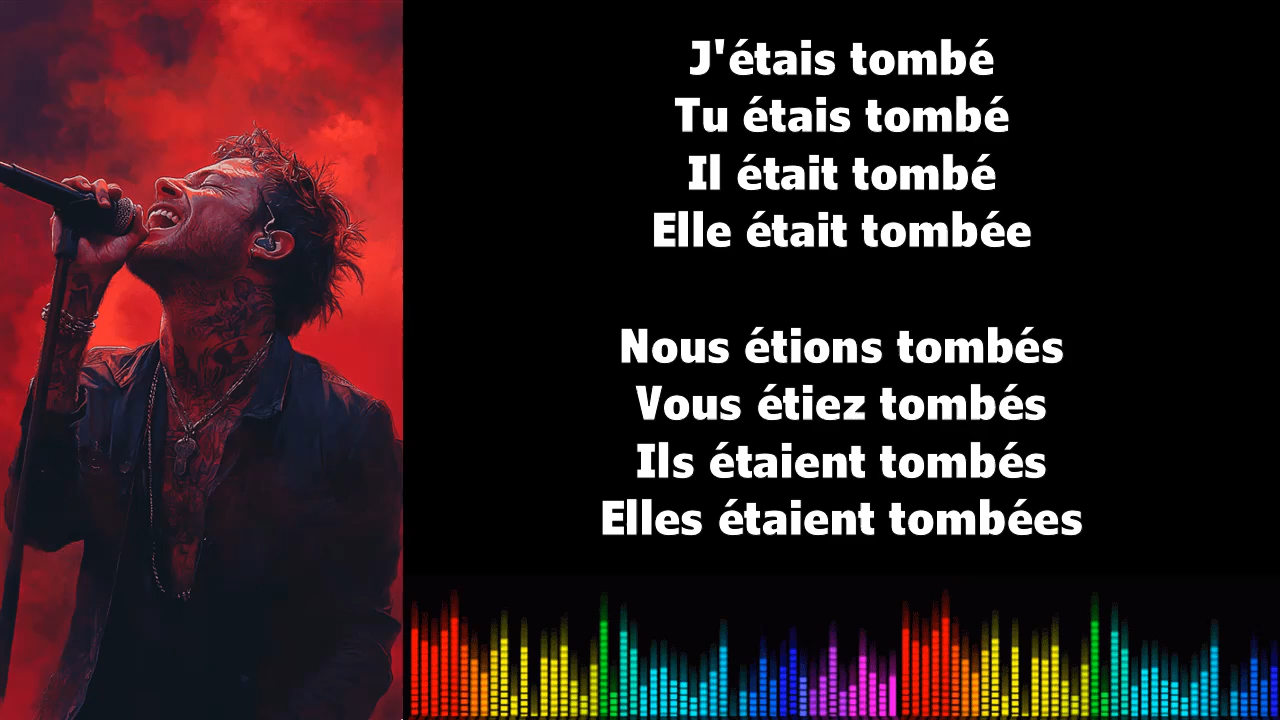 J'étais tombé
Tu étais tombé
Il était tombé
Elle était tombée
Nous étions tombés
Vous étiez tombés
Ils étaient tombés
Elles étaient tombées